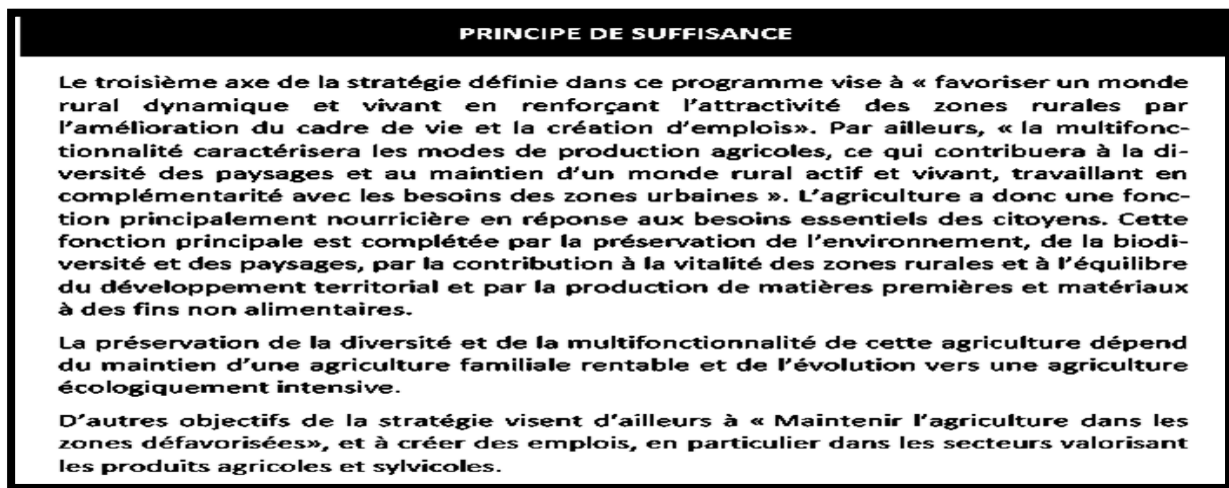 PRINCIPE DE SUFFISANCE
Le troisième axe de la stratégie définie dans ce programme vise à « favoriser un monde
rural dynamique et vivant en renforçant l'attractivité des zones rurales par
l'amélioration du cadre de vie et la création d'emplois». Par ailleurs, « la multifonc-
tionnalité caractérisera les modes de production agricoles, ce qui contribuera à la di-
versité des paysages et au maintien d'un monde rural actif et vivant, travaillant en
complémentarité avec les besoins des zones urbaines ». L'agriculture a donc une fonc-
tion principalement nourricière en réponse aux besoins essentiels des citoyens. Cette
fonction principale est complétée par la préservation de l'environnement, de la biodi-
versité et des paysages, par la contribution à la vitalité des zones rurales et à l'équilibre
du développement territorial et par la production de matières premières et matériaux
à des fins non alimentaires.
La préservation de la diversité et de la multifonctionnalité de cette agriculture dépend
du maintien d'une agriculture familiale rentable et de l'évolution vers une agriculture
écologiquement intensive.
D'autres objectifs de la stratégie visent d'ailleurs à « Maintenir l'agriculture dans les
zones défavorisées», et à créer des emplois, en particulier dans les secteurs valorisant
les produits agricoles et sylvicoles.